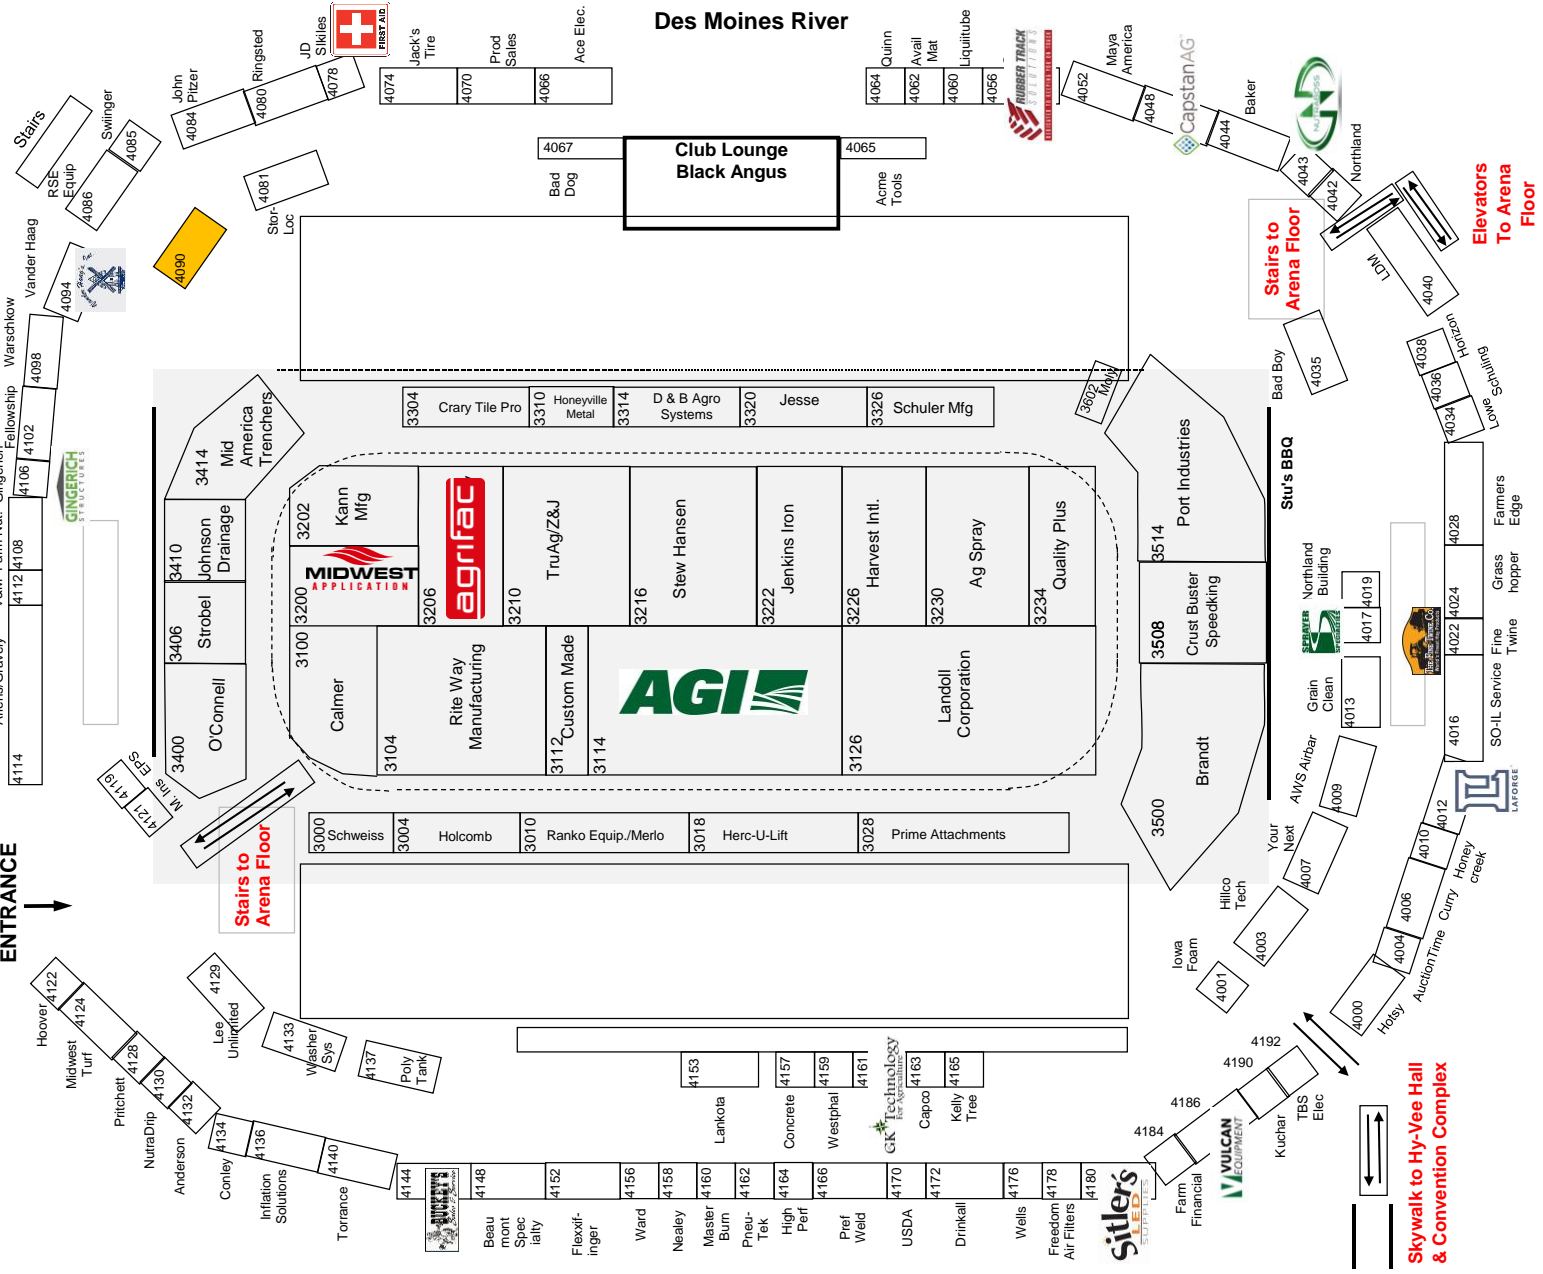 Des Moines River
Stairs
RSE
Equip
4086
Swiinger
4085
John
Pitzer
4084
Ringsted
4080
JD
Slkiles
4078
FIRST AID
Jack's
Tire
4074
Prod
Sales
4070
Ace Elec.
4066
Quinn
4064
Avail
Mat
4062
Liquiitube
4060
4056
RUBBER TRACK
SOLUTIONS
Maya
America
4052
4048
CapstanAG
Baker
4044
4043
Northland
4042
4067
Bad
Dog
Club Lounge
Black Angus
4065
Acme
Tools
4081
Stor-
Loc
4090
Vander Haag
4094
Warschkow
4098
Fellowship
4102
4106
GINGERICH
STRUCTURES
4108
4112
4114
Stairs to
Arena Floor
Elevators
To Arena
Floor
LDM
4040
Bad Boy
4035
Horizon
4038
Schuling
4036
Lowe
4034
Farmers
Edge
4028
Grass
hopper
4024
Fine
Twine
4022
SO-IL Service
4016
Stu's BBQ
Northland
Building
4019
SPRAYER
SPECIALTIES
4017
Grain
Clean
4013
AWS Airbar
4009
Your
Next
4007
Hillco
Tech
4003
Iowa
Foam
4001
LAFORGE
4012
4010
Honey
creek
4006
Curry
4004
AuctionTime
4000
Hotsy
3304
Crary Tile Pro
3310
Honeyville
Metal
3314
D & B Agro
Systems
3320
Jesse
3326
Schuler Mfg
3602
Moly
3414
Mid
America
Trenchers
3410
Johnson
Drainage
3406
Strobel
3400
O'Connell
3202
Kann
Mfg
3200
MIDWEST
APPLICATION
3206
agrifac
3210
TruAg/Z&J
3216
Stew Hansen
3222
Jenkins Iron
3226
Harvest Intl.
3230
Ag Spray
3234
Quality Plus
3514
Port Industries
3508
Crust Buster
Speedking
3500
Brandt
3100
Calmer
3104
Rite Way
Manufacturing
3112
Custom Made
3114
AGI
3126
Landoll
Corporation
3000
Schweiss
3004
Holcomb
3010
Ranko Equip./Merlo
3018
Herc-U-Lift
3028
Prime Attachments
EPS
4119
M. Ins
4121
Stairs to
Arena Floor
ENTRANCE
Hoover
4122
Midwest
Turf
4124
Pritchett
4128
NutraDrip
4130
Anderson
4132
Conley
4134
Inflation
Solutions
4136
Torrance
4140
Lee
Unlimited
4129
4133
Washer
Sys
4137
Poly
Tank
4153
Lankota
4157
Concrete
4159
Westphal
4161
GK Technology
For Agriculture
4163
Capco
4165
Kelly
Tree
4144
4148
Beau
mont
Spec
ialty
4152
Flexxif-
inger
4156
Ward
4158
Nealey
4160
Master
Burn
4162
Pneu-
Tek
4164
High
Perf
4166
Pref
Weld
4170
USDA
4172
Drinkall
4176
Wells
4178
Freedom
Air Filters
4180
Sitler's
LED
SUPPLIES
4184
Farm
Financial
4186
VULCAN
EQUIPMENT
4190
Kuchar
4192
TBS
Elec
Skywalk to Hy-Vee Hall
& Convention Complex